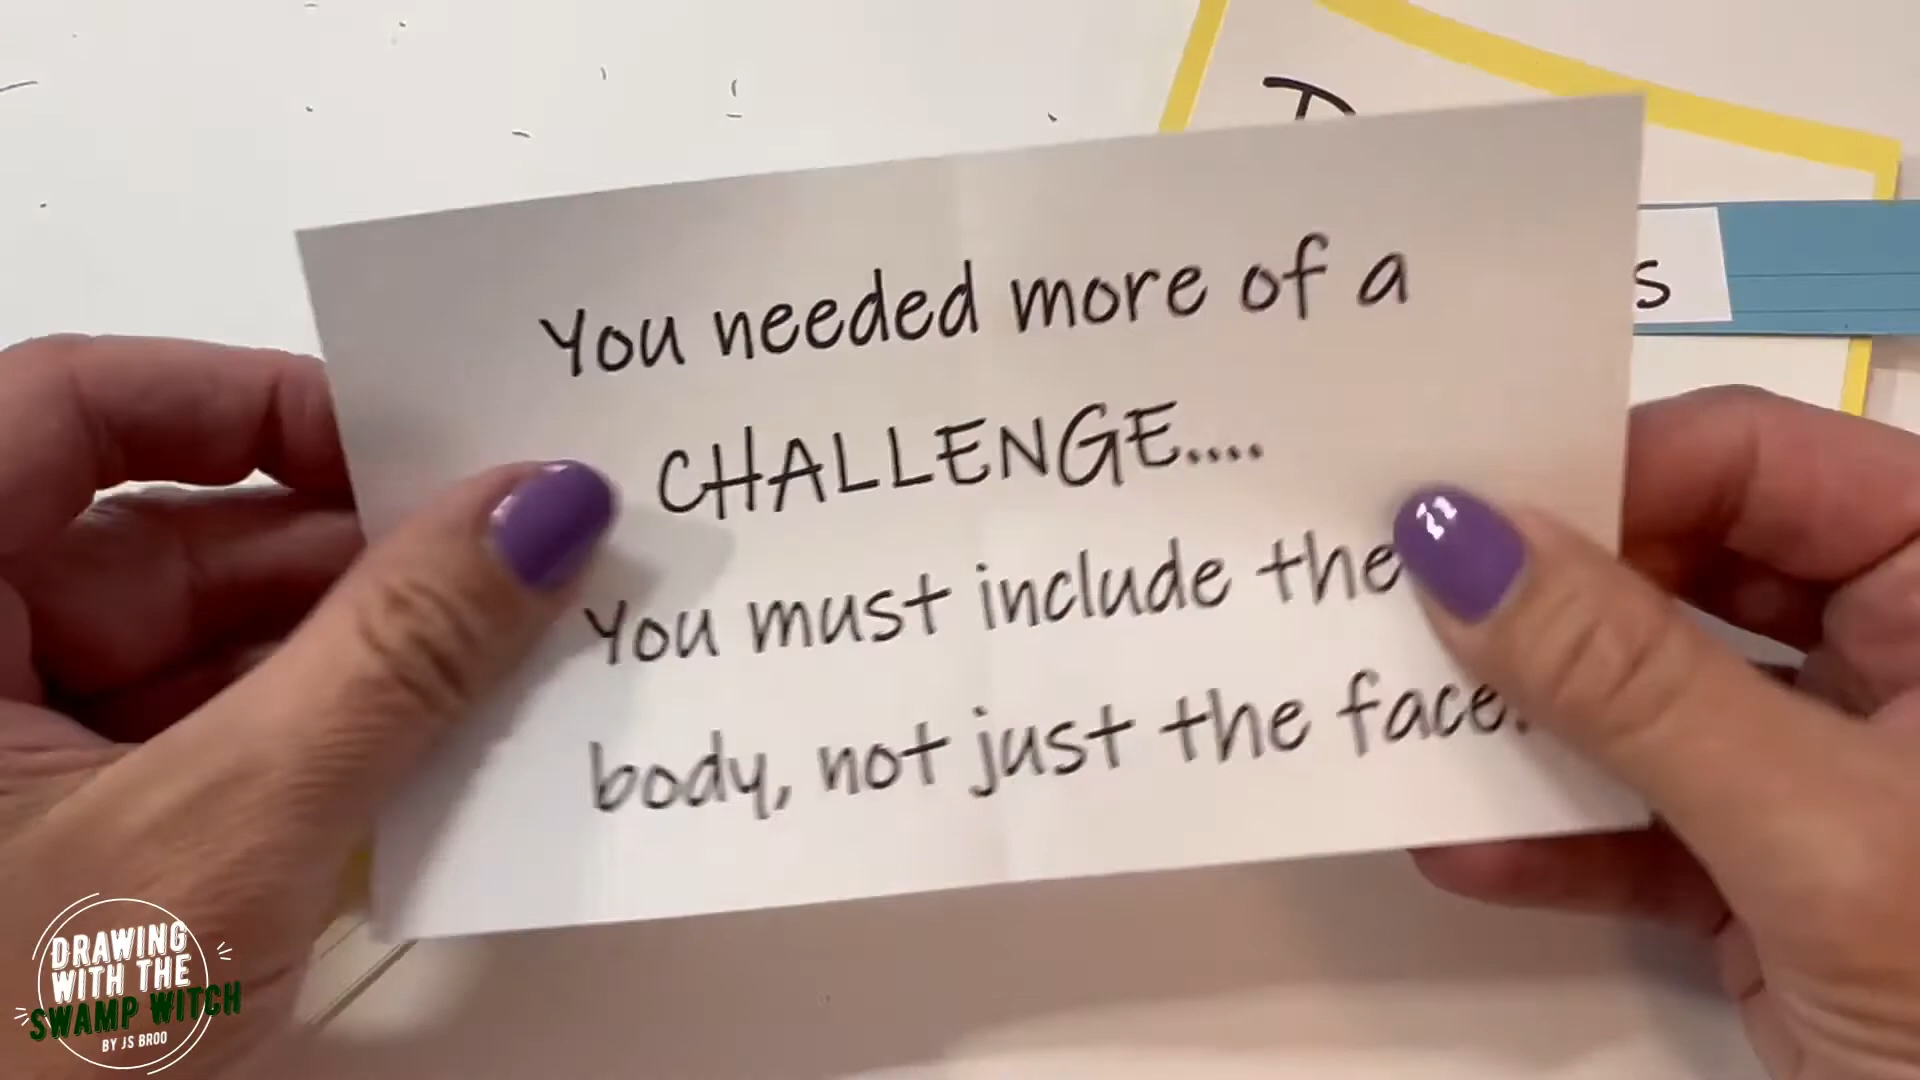 You needed more of a
CHALLENGE....
You must include the
body, not just the face.
s
DRAWING
WITH THE
SWAMP WITCH
BY JS BROO